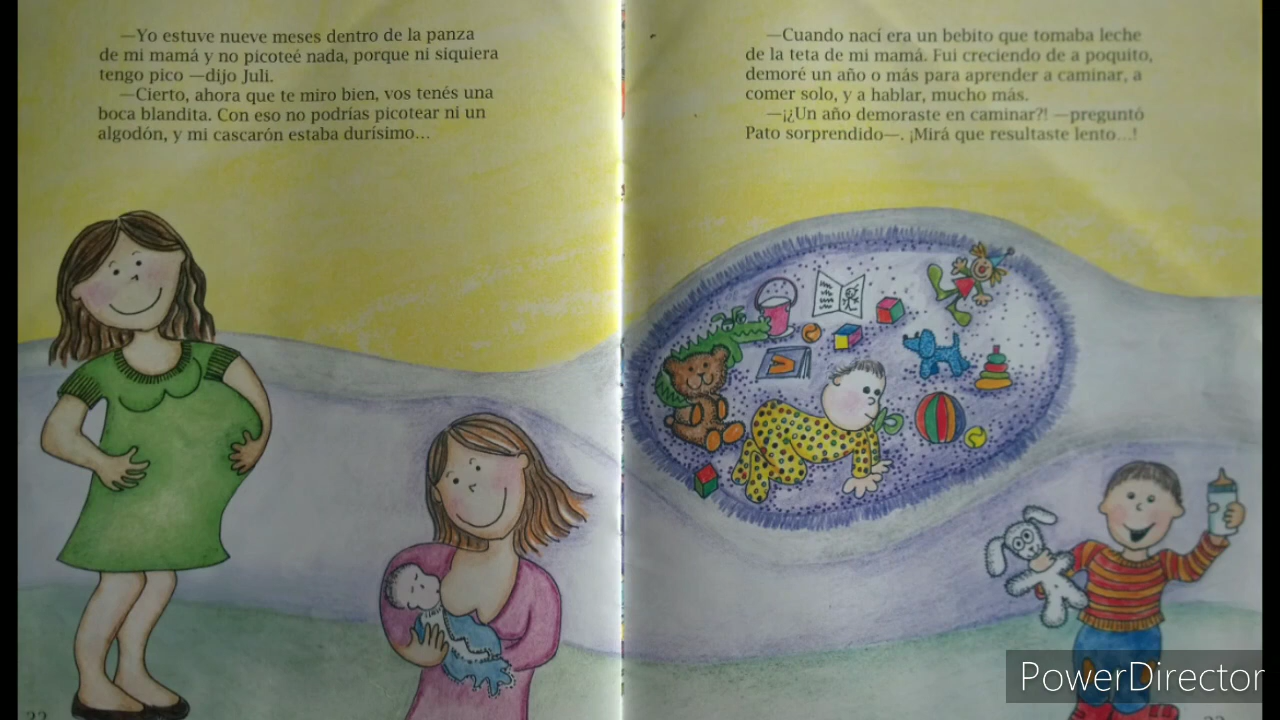 —Yo estuve nueve meses dentro de la panza
de mi mamá y no picoteé nada, porque ni siquiera
tengo pico —dijo Juli.
—Cierto, ahora que te miro bien, vos tenés una
boca blandita. Con eso no podrías picotear ni un
algodón, y mi cascarón estaba durísimo...
—Cuando nací era un bebito que tomaba leche
de la teta de mi mamá. Fui creciendo de a poquito,
demoré un año o más para aprender a caminar, a
comer solo, y a hablar, mucho más.
—¡¿Un año demoraste en caminar?! —preguntó
Pato sorprendido—. ¡Mirá que resultaste lento...!
PowerDirector